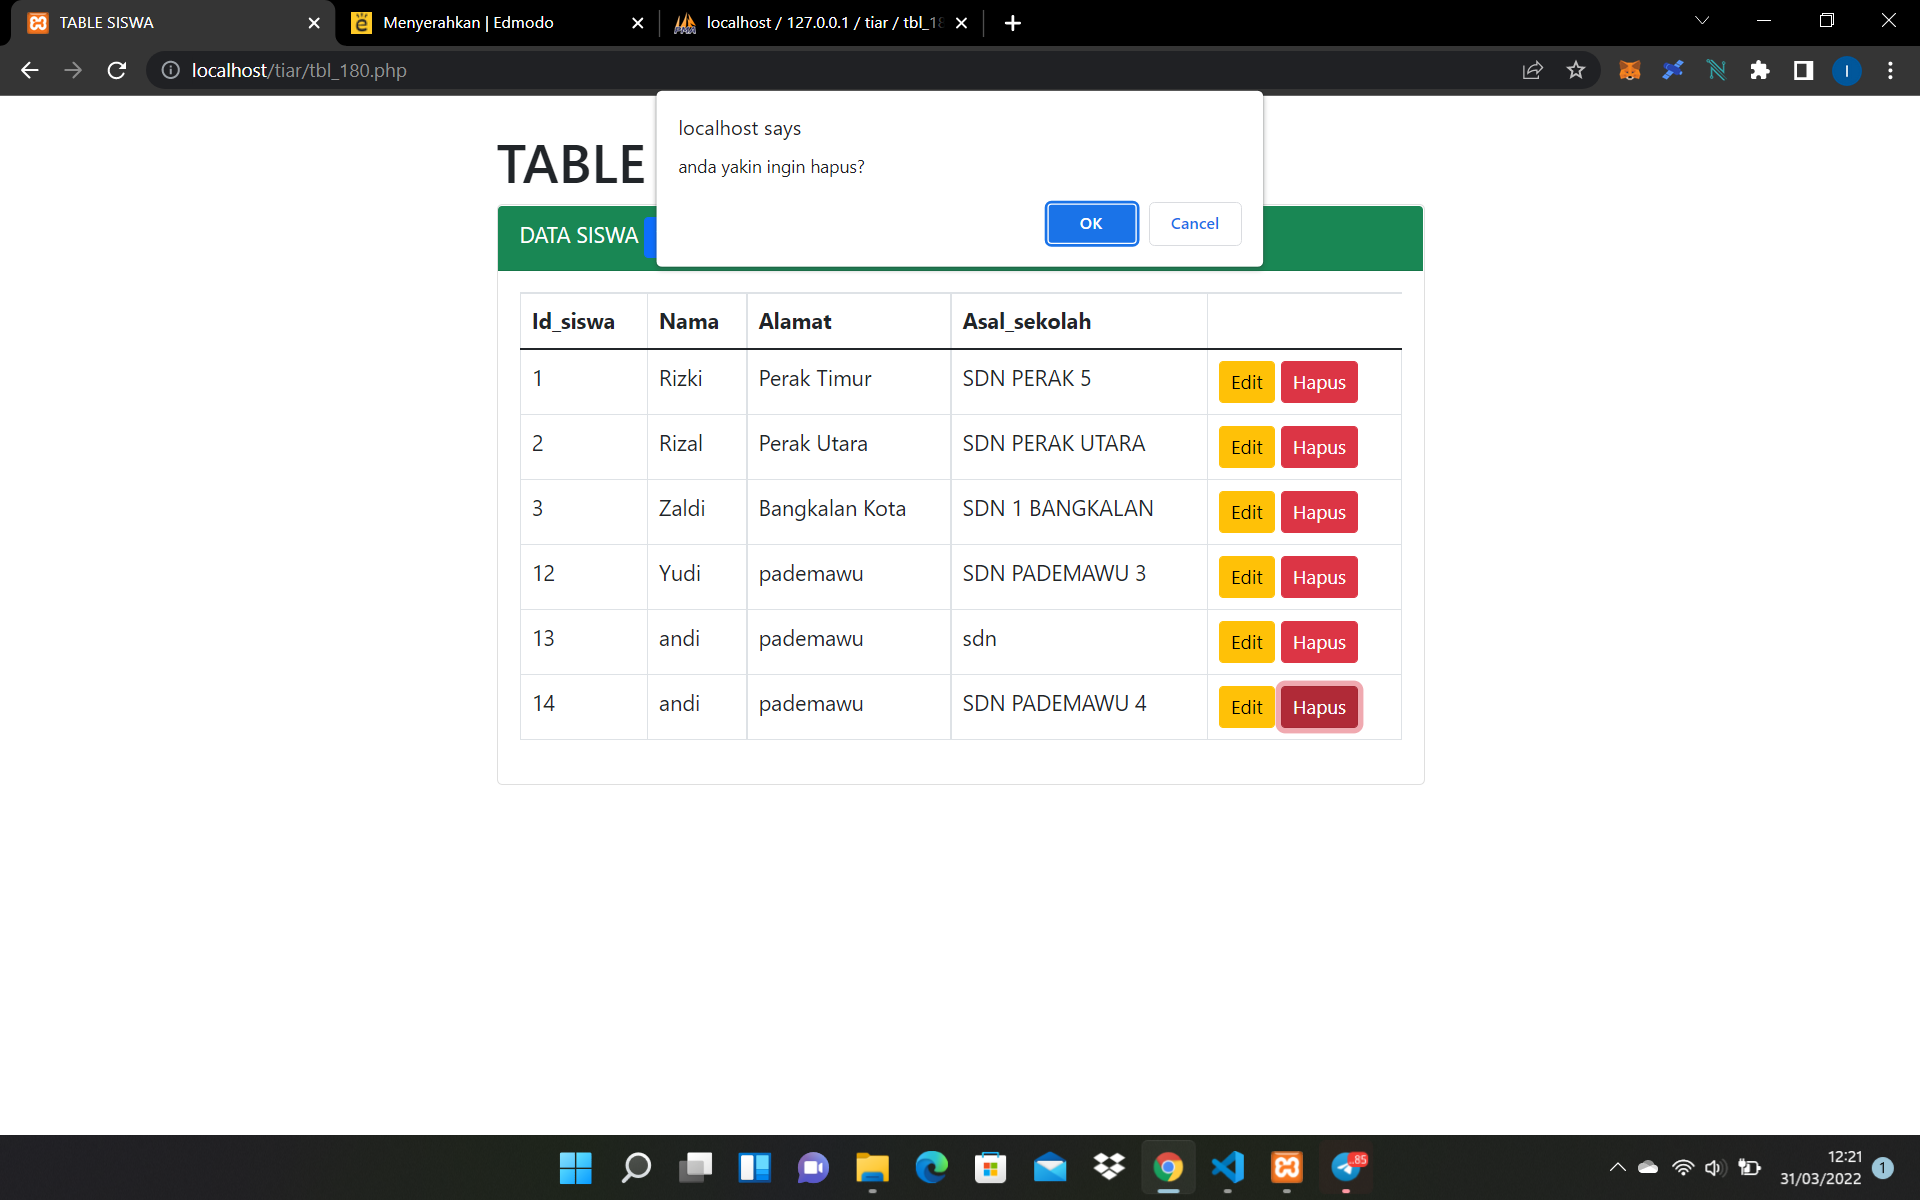 TABLE SISWA
Menyerahkan | Edmodo
localhost / 127.0.0.1 / tiar / tbl_18
localhost/tiar/tbl_180.php
I
localhost says
anda yakin ingin hapus?
OK
Cancel
TABLE
DATA SISWA
Id_siswa Nama Alamat Asal_sekolah
1 Rizki Perak Timur SDN PERAK 5 Edit Hapus
2 Rizal Perak Utara SDN PERAK UTARA Edit Hapus
3 Zaldi Bangkalan Kota SDN 1 BANGKALAN Edit Hapus
12 Yudi pademawu SDN PADEMAWU 3 Edit Hapus
13 andi pademawu sdn Edit Hapus
14 andi pademawu SDN PADEMAWU 4 Edit Hapus
85
12:21
31/03/2022
1